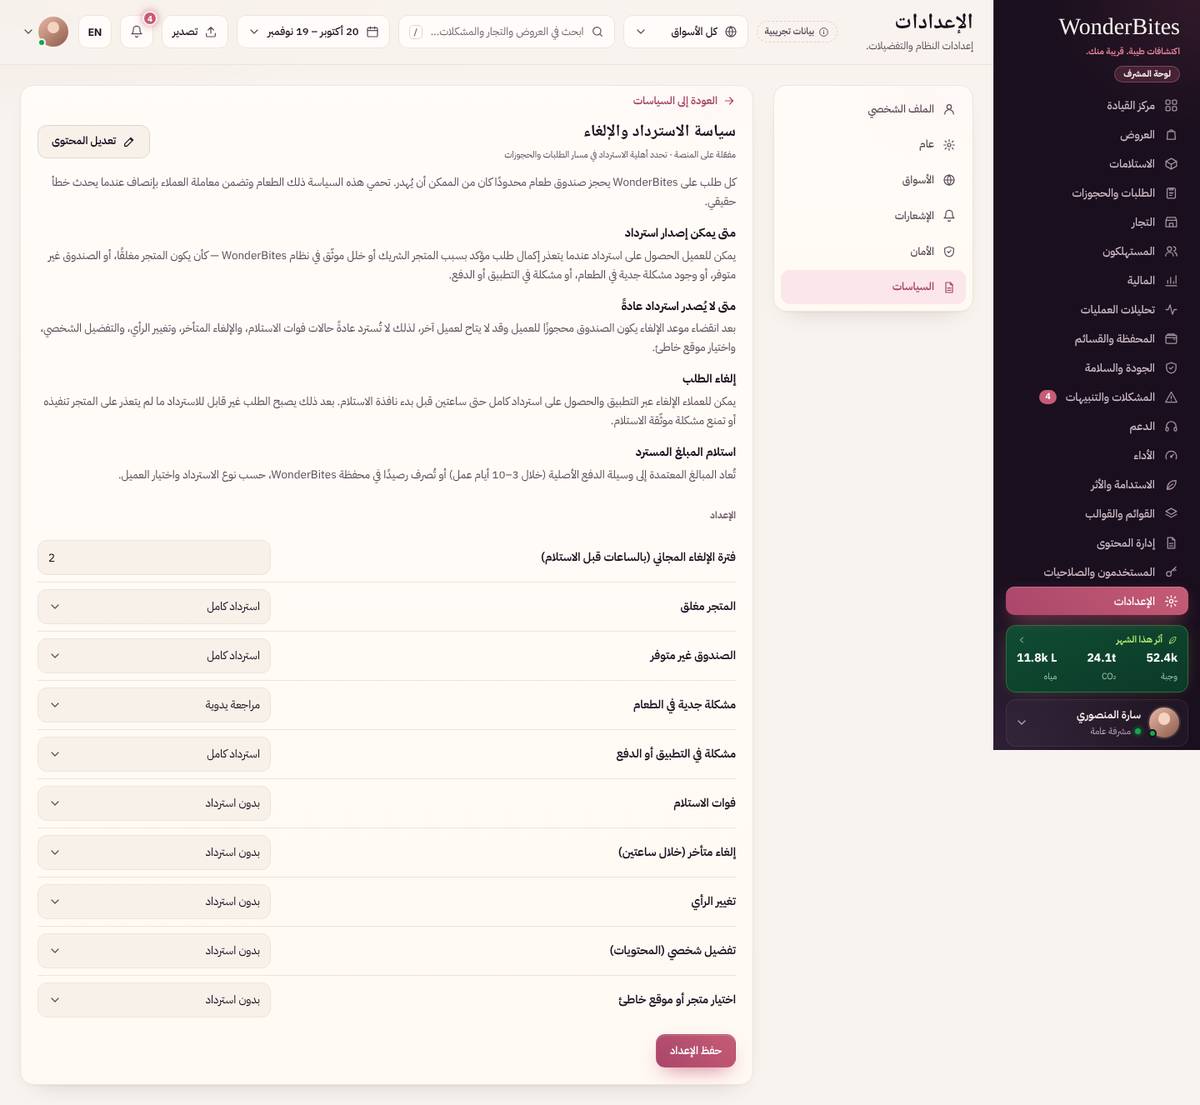 WonderBites
اكتشافات طيبة. قريبة منك.
لوحة المشرف
مركز القيادة
العروض
الاستلامات
الطلبات والحجوزات
التجار
المستهلكون
المالية
تحليلات العمليات
المحفظة والقسائم
الجودة والسلامة
المشكلات والتنبيهات 4
الدعم
الأداء
الاستدامة والأثر
القوائم والقوالب
إدارة المحتوى
المستخدمون والصلاحيات
الإعدادات
أثر هذا الشهر
52.4k 24.1t 11.8k L
وجبة CO₂ مياه
سارة المنصوري
مشرفة عامة
الإعدادات
إعدادات النظام والتفضيلات.
بيانات تجريبية
كل الأسواق
ابحث في العروض والتجار والمشكلات... /
20 أكتوبر – 19 نوفمبر
تصدير
4
EN
الملف الشخصي
عام
الأسواق
الإشعارات
الأمان
السياسات
العودة إلى السياسات
سياسة الاسترداد والإلغاء
مفعّلة على المنصة · تحدد أهلية الاسترداد في مسار الطلبات والحجوزات
تعديل المحتوى
كل طلب على WonderBites يحجز صندوق طعام محدودًا كان من الممكن أن يُهدر. تحمي هذه السياسة ذلك الطعام وتضمن معاملة العملاء بإنصاف عندما يحدث خطأ
حقيقي.
متى يمكن إصدار استرداد
يمكن للعميل الحصول على استرداد عندما يتعذر إكمال طلب مؤكد بسبب المتجر الشريك أو خلل موثّق في نظام WonderBites — كأن يكون المتجر مغلقًا، أو الصندوق غير
متوفر، أو وجود مشكلة جدية في الطعام، أو مشكلة في التطبيق أو الدفع.
متى لا يُصدر استرداد عادةً
بعد انقضاء موعد الإلغاء يكون الصندوق محجوزًا للعميل وقد لا يتاح لعميل آخر، لذلك لا تُسترد عادةً حالات فوات الاستلام، والإلغاء المتأخر، وتغيير الرأي، والتفضيل الشخصي،
واختيار موقع خاطئ.
إلغاء الطلب
يمكن للعملاء الإلغاء عبر التطبيق والحصول على استرداد كامل حتى ساعتين قبل بدء نافذة الاستلام. بعد ذلك يصبح الطلب غير قابل للاسترداد ما لم يتعذر على المتجر تنفيذه
أو تمنع مشكلة موثّقة الاستلام.
استلام المبلغ المسترد
تُعاد المبالغ المعتمدة إلى وسيلة الدفع الأصلية (خلال 3–10 أيام عمل) أو تُصرف رصيدًا في محفظة WonderBites، حسب نوع الاسترداد واختيار العميل.
الإعداد
فترة الإلغاء المجاني (بالساعات قبل الاستلام) 2
المتجر مغلق استرداد كامل
الصندوق غير متوفر استرداد كامل
مشكلة جدية في الطعام مراجعة يدوية
مشكلة في التطبيق أو الدفع استرداد كامل
فوات الاستلام بدون استرداد
إلغاء متأخر (خلال ساعتين) بدون استرداد
تغيير الرأي بدون استرداد
تفضيل شخصي (المحتويات) بدون استرداد
اختيار متجر أو موقع خاطئ بدون استرداد
حفظ الإعداد